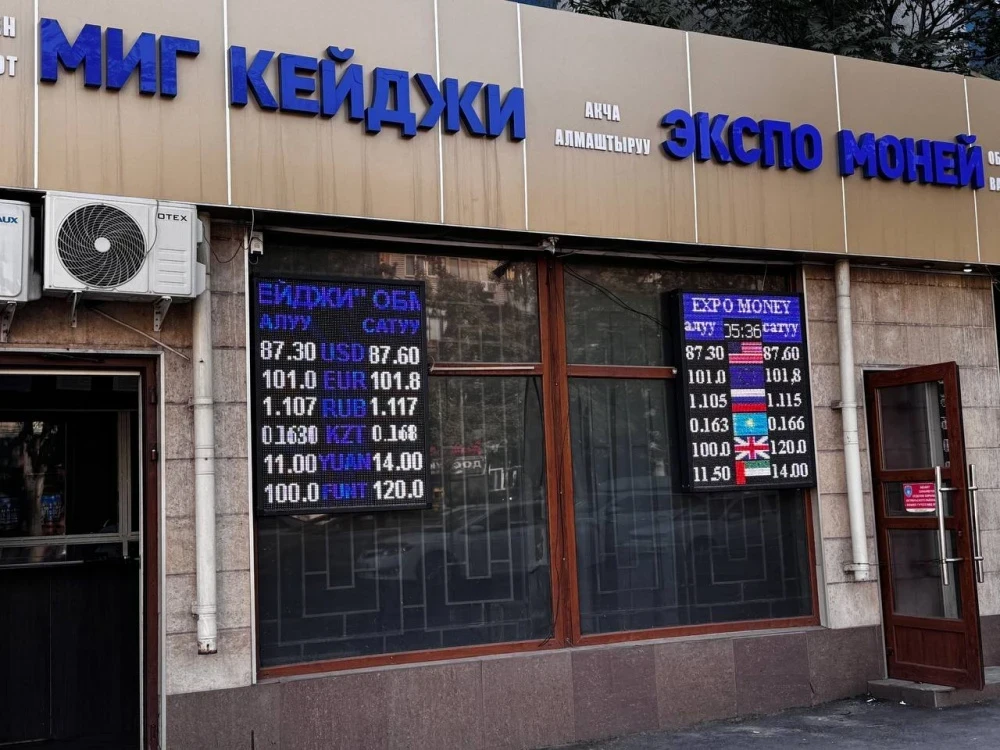 МИГ КЕЙДЖИ
АКЧА
АЛМАШТЫРУУ
ЭКСПО МОНЕЙ
AUX
OTEX
ЕЙДЖИ" ОБМ
АЛУУ САТУУ
87.30 USD 87.60
101.0 EUR 101.8
1.107 RUB 1.117
0.1630 KZT 0.168
11.00 YUAN 14.00
100.0 FUNT 120.0
EXPO MONEY
алуу 05:36 сатуу
87.30 87.60
101.0 101.8
1.105 1.115
0.163 0.166
100.0 120.0
11.50 14.00